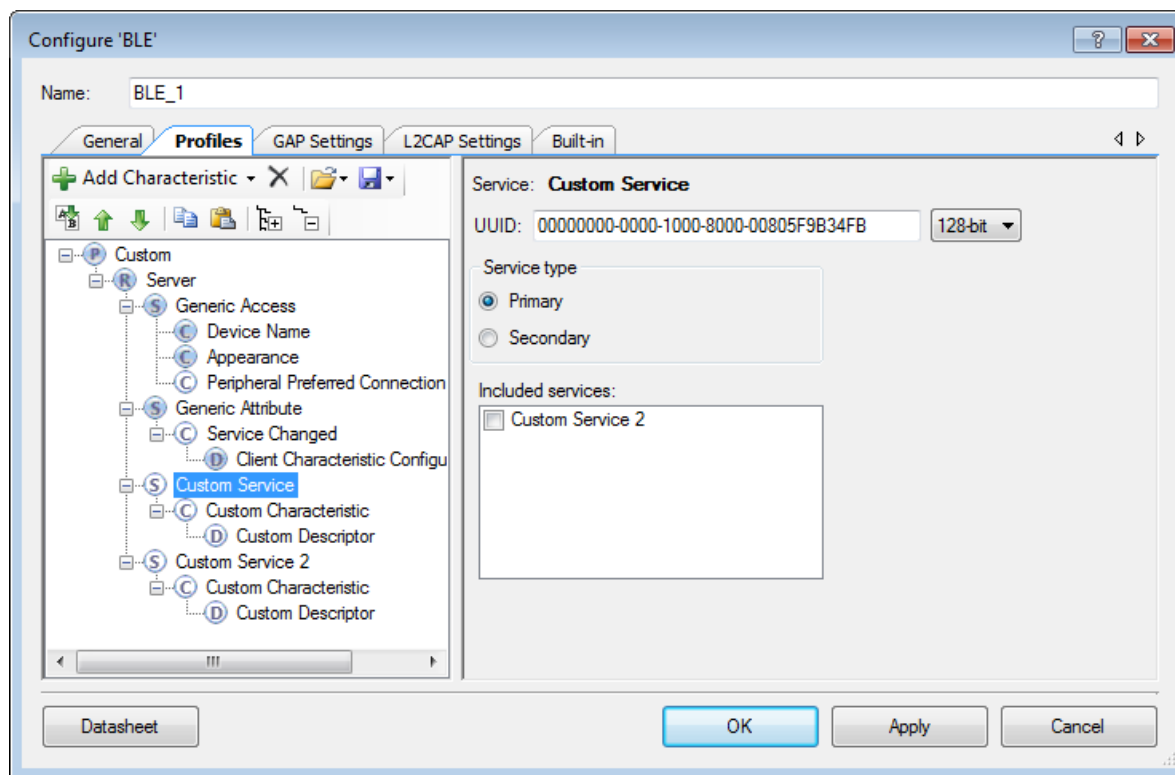 Configure 'BLE'
Name: BLE_1
General Profiles GAP Settings L2CAP Settings Built-in
Add Characteristic
Service: Custom Service
UUID: 00000000-0000-1000-8000-00805F9B34FB 128-bit
Service type
Primary
Secondary
Included services:
Custom Service 2
P Custom
R Server
S Generic Access
C Device Name
C Appearance
C Peripheral Preferred Connection
S Generic Attribute
C Service Changed
D Client Characteristic Configu
S Custom Service
C Custom Characteristic
D Custom Descriptor
S Custom Service 2
C Custom Characteristic
D Custom Descriptor
Datasheet OK Apply Cancel